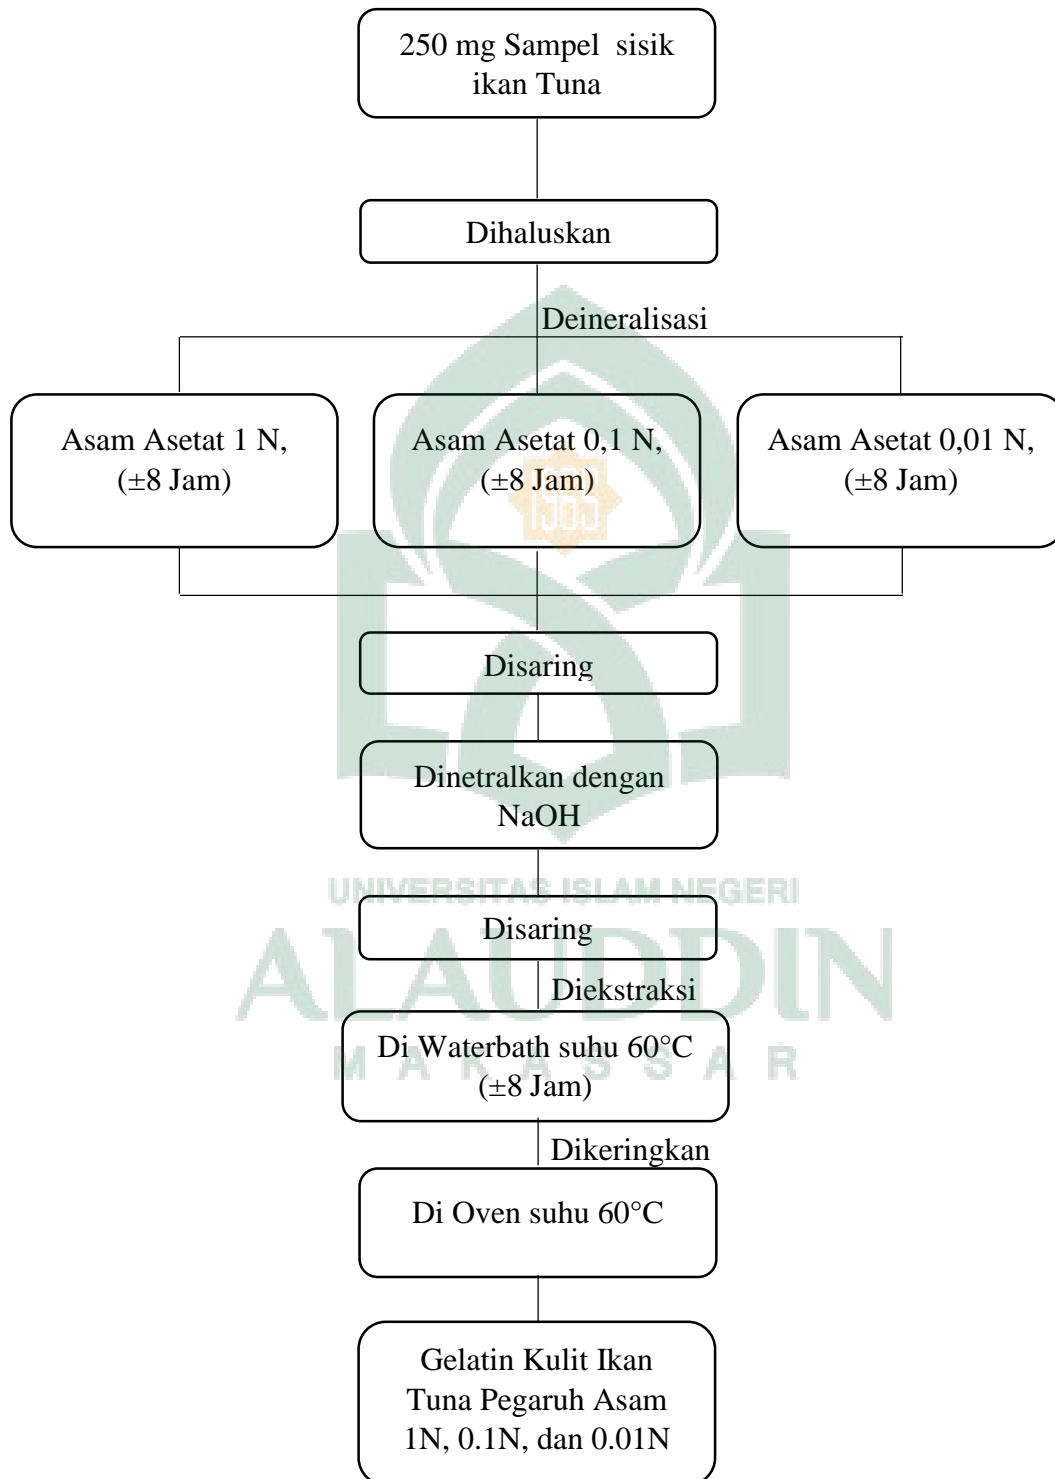 250 mg Sampel sisik
ikan Tuna
Dihaluskan
Deineralisasi
Asam Asetat 1 N,
(±8 Jam)
Asam Asetat 0,1 N,
(±8 Jam)
Asam Asetat 0,01 N,
(±8 Jam)
1965
Disaring
Dinetralkan dengan
NaOH
UNIVERSITAS ISLAM NEGERI
Disaring
ALAUDDIN
Diekstraksi
Di Waterbath suhu 60°C
MAKASSAR
(±8 Jam)
Dikeringkan
Di Oven suhu 60°C
Gelatin Kulit Ikan
Tuna Pegaruh Asam
1N, 0.1N, dan 0.01N